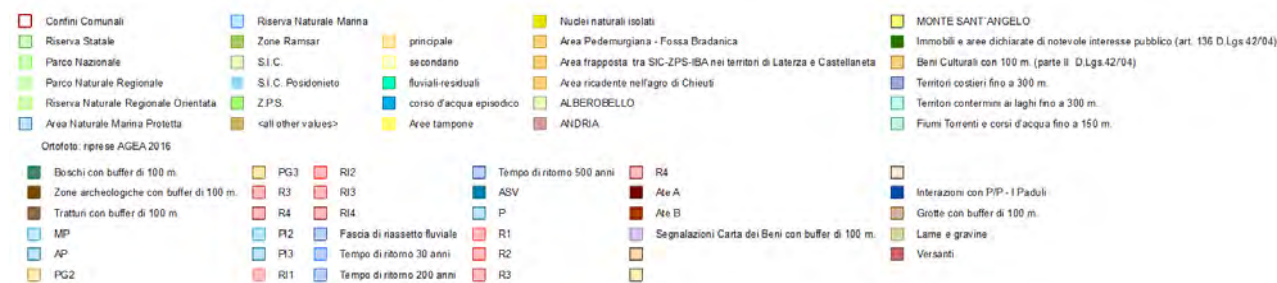 Confini Comunali
Riserva Statale
Parco Nazionale
Parco Naturale Regionale
Riserva Naturale Regionale Orientata
Area Naturale Marina Protetta
Riserva Naturale Marina
Zone Ramsar
S.I.C.
S.I.C. Posidonieto
Z.P.S.
<all other values>
principale
secondario
fluviali-residuali
corso d'acqua episodico
Aree tampone
Nuclei naturali isolati
Area Pedemurgiana - Fossa Bradanica
Area frapposta tra SIC-ZPS-IBA nei territori di Laterza e Castellaneta
Area ricadente nell'agro di Chieuti
ALBEROBELLO
ANDRIA
MONTE SANT'ANGELO
Immobili e aree dichiarate di notevole interesse pubblico (art. 136 D.Lgs 42/04)
Beni Culturali con 100 m. (parte II D.Lgs.42/04)
Territori costieri fino a 300 m.
Territori contermini ai laghi fino a 300 m.
Fiumi Torrenti e corsi d'acqua fino a 150 m.
Ortofoto: riprese AGEA 2016
Boschi con buffer di 100 m.
Zone archeologiche con buffer di 100 m.
Tratturi con buffer di 100 m.
MP
AP
PG2
PG3
R3
R4
PI2
PI3
RI1
RI2
RI3
RI4
Fascia di riassetto fluviale
Tempo di ritorno 30 anni
Tempo di ritorno 200 anni
Tempo di ritorno 500 anni
ASV
P
R1
R2
R3
R4
Ate A
Ate B
Segnalazioni Carta dei Beni con buffer di 100 m.
Interazioni con P/P - I Paduli
Grotte con buffer di 100 m.
Lame e gravine
Versanti